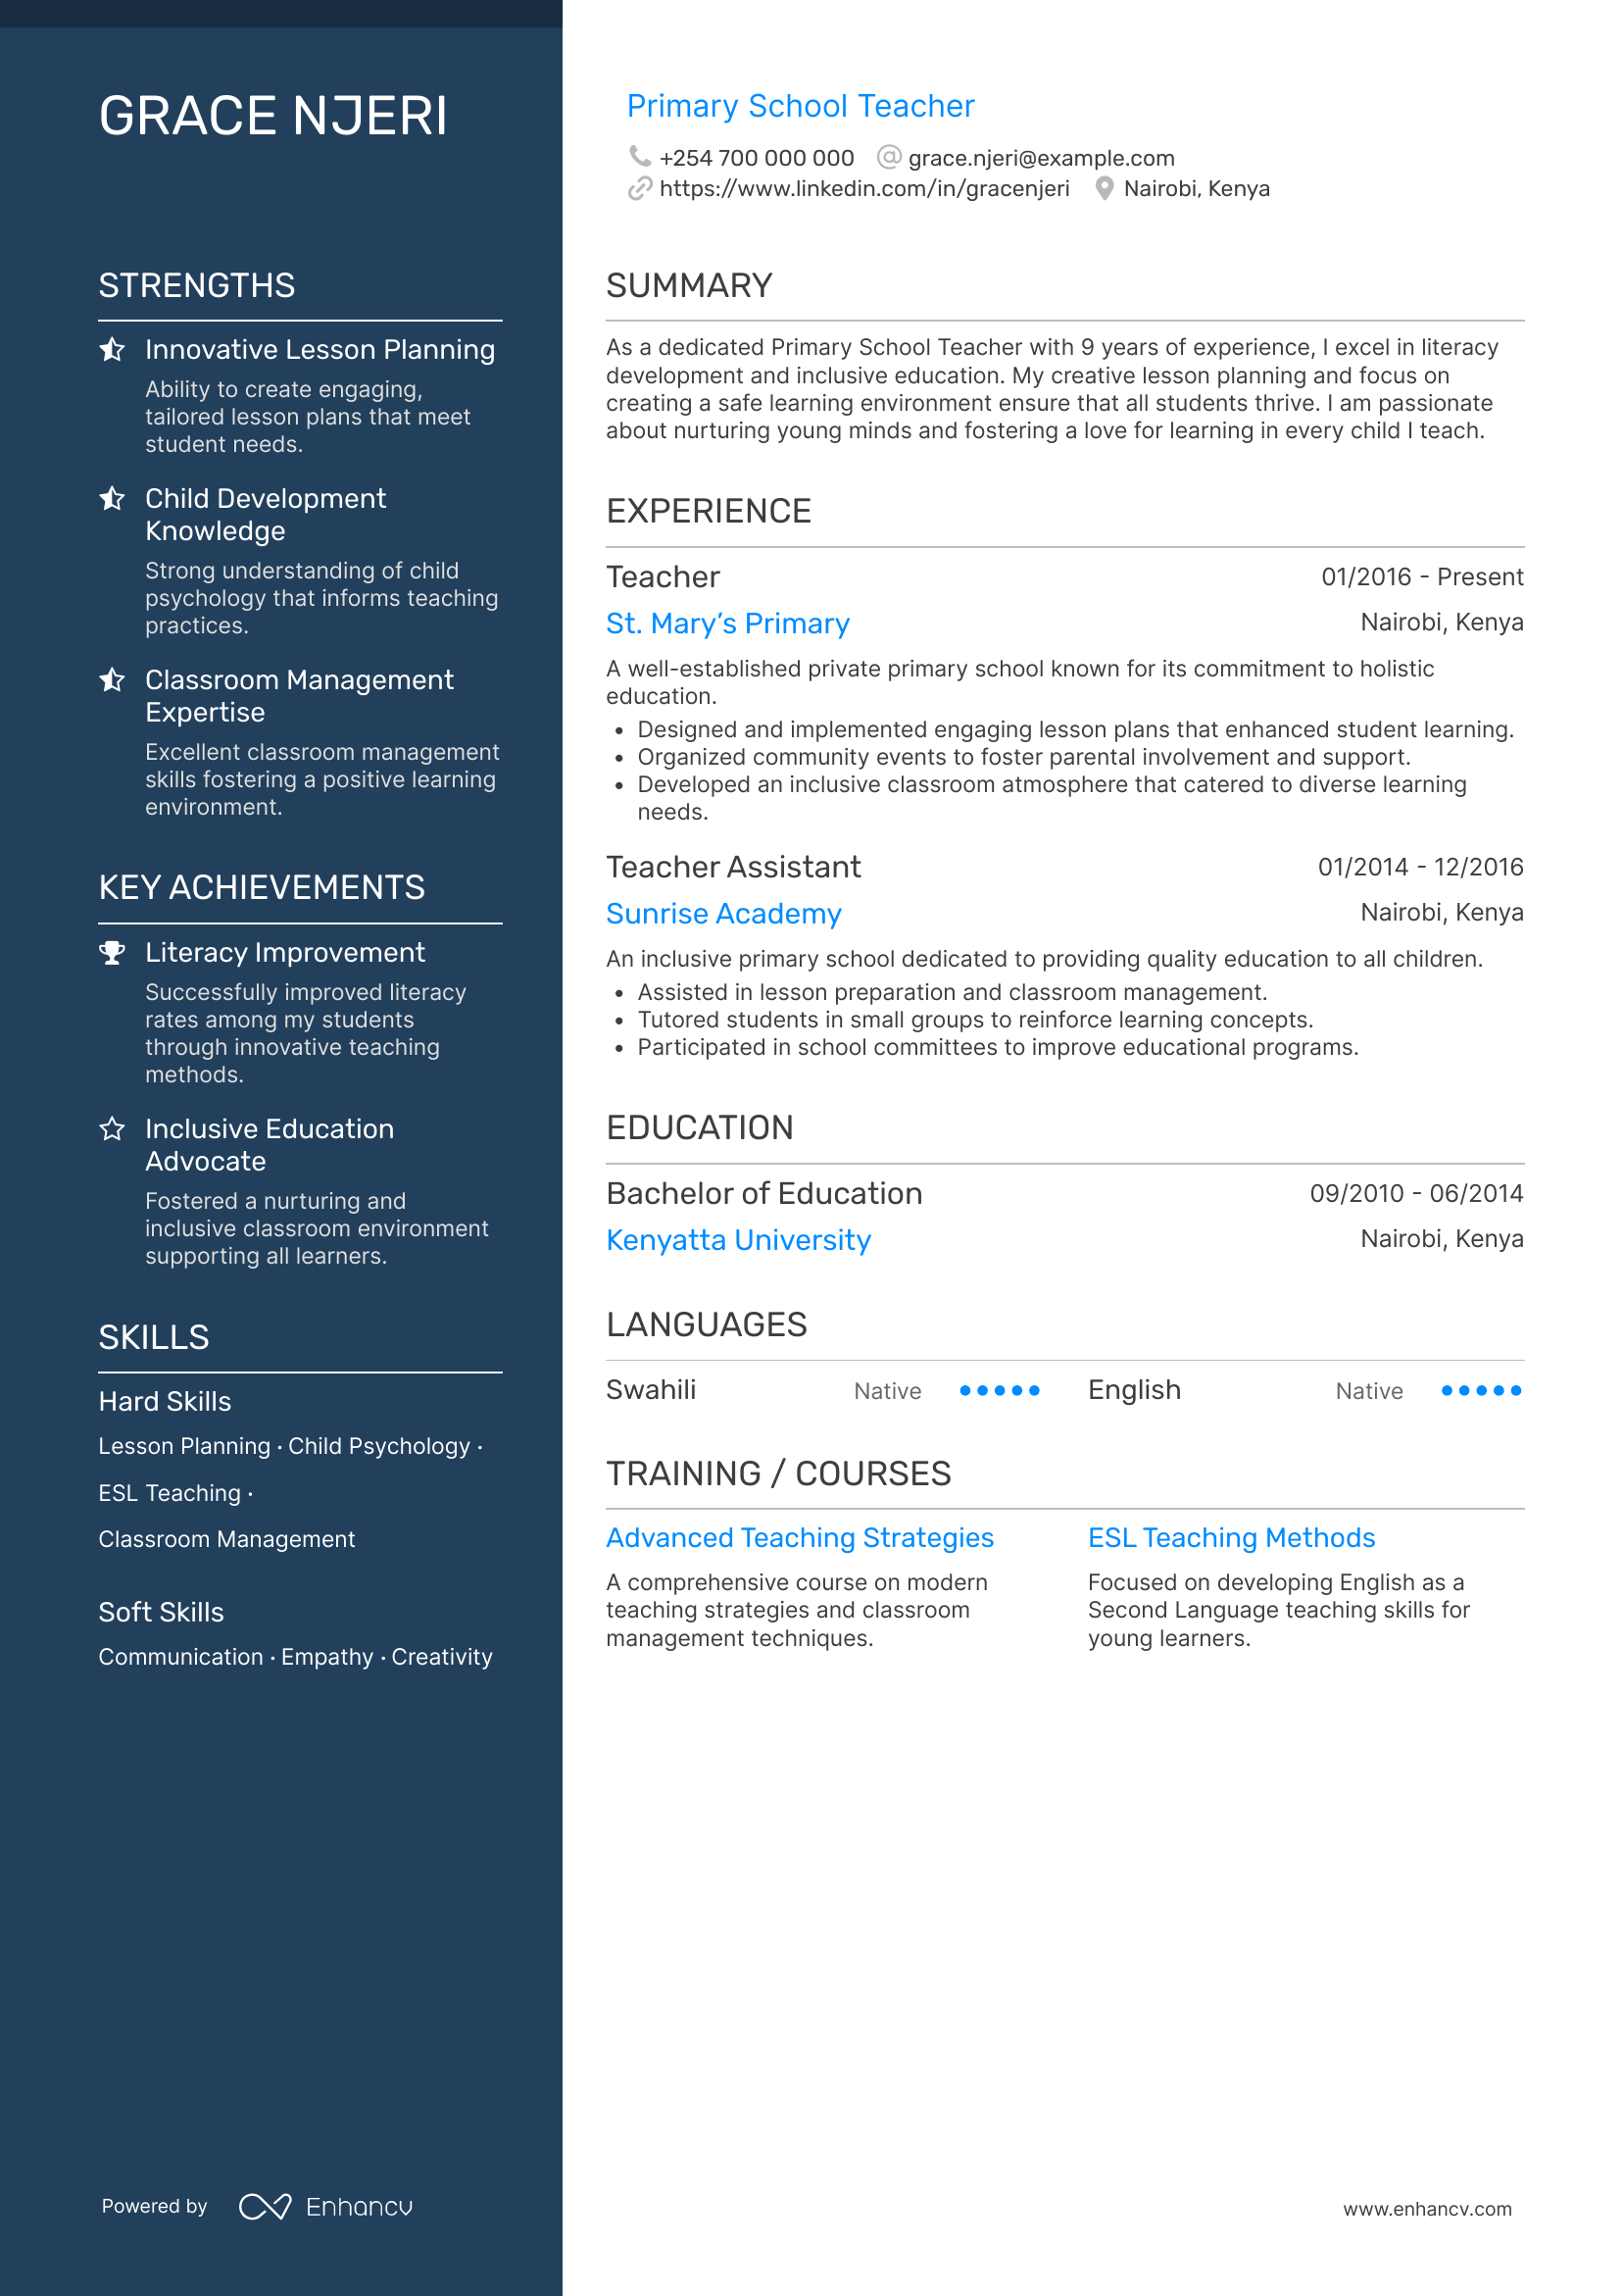 GRACE NJERI
Primary School Teacher
+254 700 000 000 grace.njeri@example.com
https://www.linkedin.com/in/gracenjeri Nairobi, Kenya
STRENGTHS
Innovative Lesson Planning
Ability to create engaging,
tailored lesson plans that meet
student needs.
Child Development
Knowledge
Strong understanding of child
psychology that informs teaching
practices.
Classroom Management
Expertise
Excellent classroom management
skills fostering a positive learning
environment.
KEY ACHIEVEMENTS
Literacy Improvement
Successfully improved literacy
rates among my students
through innovative teaching
methods.
Inclusive Education
Advocate
Fostered a nurturing and
inclusive classroom environment
supporting all learners.
SKILLS
Hard Skills
Lesson Planning · Child Psychology ·
ESL Teaching ·
Classroom Management
Soft Skills
Communication · Empathy · Creativity
SUMMARY
As a dedicated Primary School Teacher with 9 years of experience, I excel in literacy
development and inclusive education. My creative lesson planning and focus on
creating a safe learning environment ensure that all students thrive. I am passionate
about nurturing young minds and fostering a love for learning in every child I teach.
EXPERIENCE
Teacher 01/2016 - Present
St. Mary’s Primary Nairobi, Kenya
A well-established private primary school known for its commitment to holistic
education.
• Designed and implemented engaging lesson plans that enhanced student learning.
• Organized community events to foster parental involvement and support.
• Developed an inclusive classroom atmosphere that catered to diverse learning
needs.
Teacher Assistant 01/2014 - 12/2016
Sunrise Academy Nairobi, Kenya
An inclusive primary school dedicated to providing quality education to all children.
• Assisted in lesson preparation and classroom management.
• Tutored students in small groups to reinforce learning concepts.
• Participated in school committees to improve educational programs.
EDUCATION
Bachelor of Education 09/2010 - 06/2014
Kenyatta University Nairobi, Kenya
LANGUAGES
Swahili Native English Native
TRAINING / COURSES
Advanced Teaching Strategies
A comprehensive course on modern
teaching strategies and classroom
management techniques.
ESL Teaching Methods
Focused on developing English as a
Second Language teaching skills for
young learners.
Powered by Enhancv
www.enhancv.com